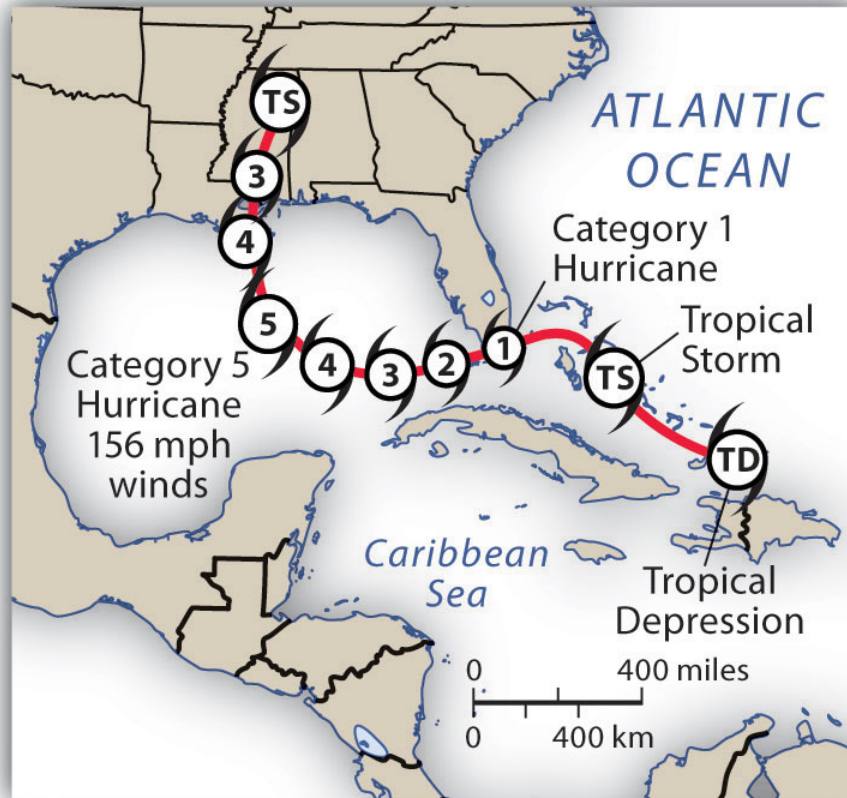 ATLANTIC
OCEAN
TS
3
4
5
4
3
2
1
TS
TD
Category 1
Hurricane
Tropical
Storm
Category 5
Hurricane
156 mph
winds
Caribbean
Sea
Tropical
Depression
0 400 miles
0 400 km